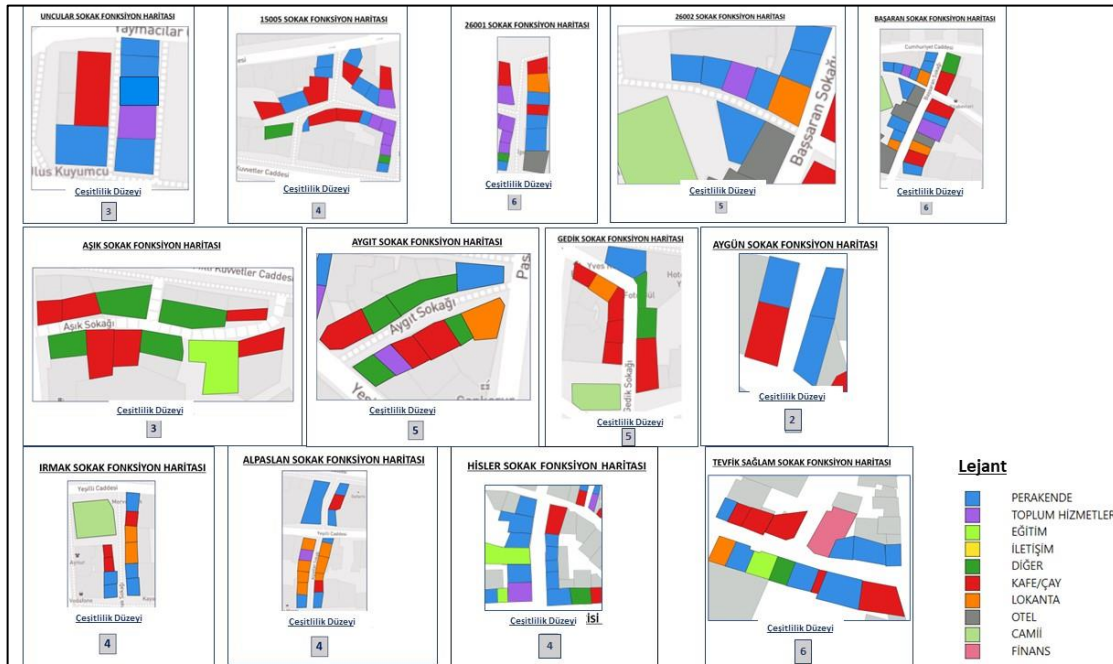 UNCULAR SOKAK FONKSİYON HARİTASI
Yaymacılar C
Ulus Kuyumcu
Çeşitlilik Düzeyi
3
15005 SOKAK FONKSİYON HARİTASI
Kuvvetler Caddesi
Çeşitlilik Düzeyi
4
26001 SOKAK FONKSİYON HARİTASI
Çeşitlilik Düzeyi
6
26002 SOKAK FONKSİYON HARİTASI
Başsaran Sokağı
Çeşitlilik Düzeyi
5
BAŞARAN SOKAK FONKSİYON HARİTASI
Cumhuriyet Caddesi
Çeşitlilik Düzeyi
6
AŞIK SOKAK FONKSİYON HARİTASI
Kuvvetler Caddesi
Aşık Sokağı
Çeşitlilik Düzeyi
3
AYGIT SOKAK FONKSİYON HARİTASI
Pas
Aygıt Sokağı
Yeş
Çeşitlilik Düzeyi
5
GEDİK SOKAK FONKSİYON HARİTASI
Yves
Gedik Sokağı
Çeşitlilik Düzeyi
5
AYGÜN SOKAK FONKSİYON HARİTASI
Çeşitlilik Düzeyi
2
IRMAK SOKAK FONKSİYON HARİTASI
Yeşilli Caddesi
Vodafone
Çeşitlilik Düzeyi
4
ALPASLAN SOKAK FONKSİYON HARİTASI
Yeşilli Caddesi
Çeşitlilik Düzeyi
4
HİSLER SOKAK FONKSİYON HARİTASI
Çeşitlilik Düzeyi
isi
4
TEVFİK SAĞLAM SOKAK FONKSİYON HARİTASI
Çeşitlilik Düzeyi
6
Lejant
PERAKENDE
TOPLUM HİZMETLER
EĞİTİM
İLETİŞİM
DİĞER
KAFE/ÇAY
LOKANTA
OTEL
CAMİİ
FİNANS